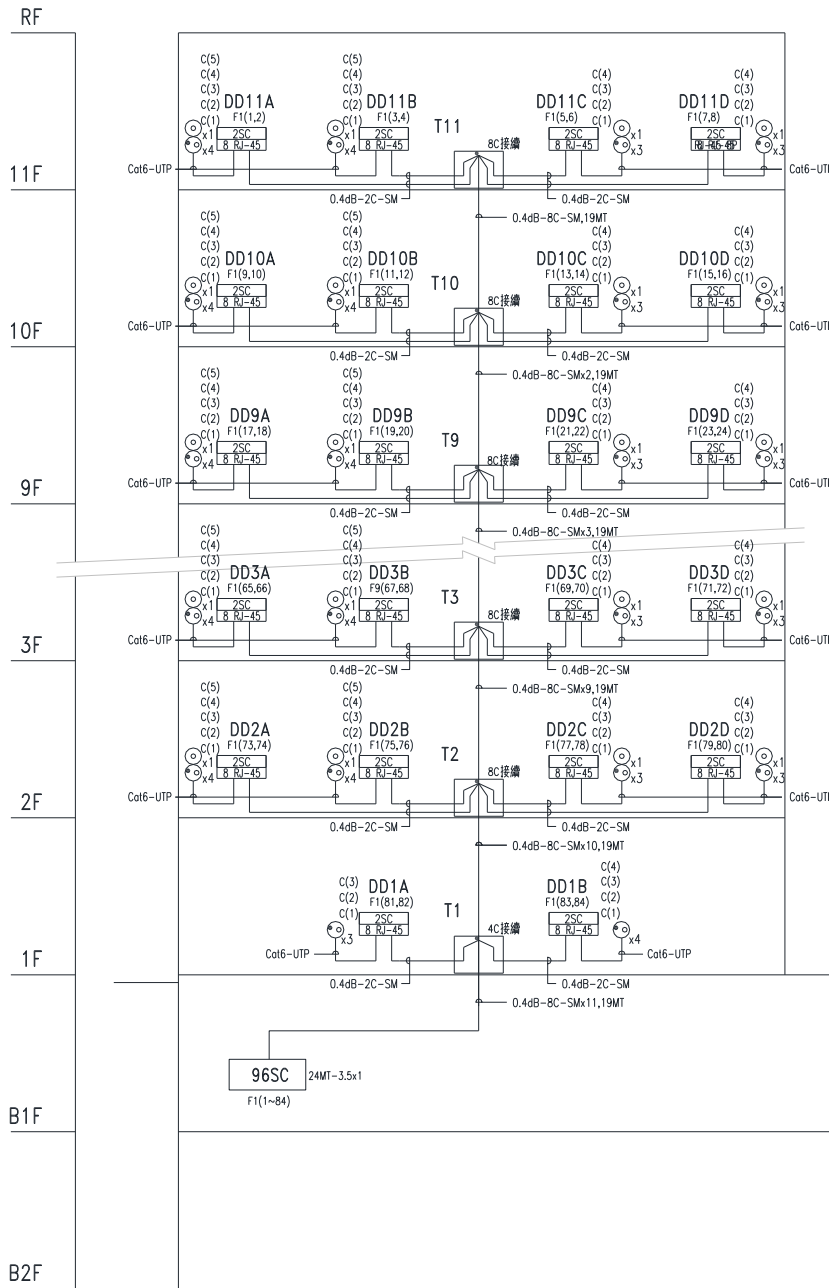 RF
C(5) C(5)
C(4) C(4) C(4) C(4)
C(3) C(3) C(3) C(3)
C(2) DD11A C(2) DD11B DD11C C(2) DD11D C(2)
C(1) F1(1,2) C(1) F1(3,4) T11 F1(5,6) C(1) F1(7,8) C(1)
x1 2SC x1 2SC 8C接續 2SC x1 2SC x1
x4 8 RJ-45 x4 8 RJ-45 8 RJ-45 x3 x3
11F Cat6-UTP Cat6-UTP
0.4dB-2C-SM 0.4dB-2C-SM
0.4dB-8C-SM,19MT
C(5) C(5)
C(4) C(4) C(4) C(4)
C(3) C(3) C(3) C(3)
C(2) DD10A C(2) DD10B DD10C C(2) DD10D C(2)
C(1) F1(9,10) C(1) F1(11,12) T10 F1(13,14) C(1) F1(15,16) C(1)
x1 2SC x1 2SC 8C接續 2SC x1 2SC x1
x4 8 RJ-45 x4 8 RJ-45 8 RJ-45 x3 8 RJ-45 x3
10F Cat6-UTP Cat6-UTP
0.4dB-2C-SM 0.4dB-2C-SM
0.4dB-8C-SMx2,19MT
C(5) C(5)
C(4) C(4) C(4) C(4)
C(3) C(3) C(3) C(3)
C(2) DD9A C(2) DD9B DD9C C(2) DD9D C(2)
C(1) F1(17,18) C(1) F1(19,20) T9 F1(21,22) C(1) F1(23,24) C(1)
x1 2SC x1 2SC 8C接續 2SC x1 2SC x1
x4 8 RJ-45 x4 8 RJ-45 8 RJ-45 x3 8 RJ-45 x3
9F Cat6-UTP Cat6-UTP
0.4dB-2C-SM 0.4dB-2C-SM
0.4dB-8C-SMx3,19MT
C(5) C(5)
C(4) C(4) C(4) C(4)
C(3) C(3) C(3) C(3)
C(2) DD3A C(2) DD3B DD3C C(2) DD3D C(2)
C(1) F1(65,66) C(1) F9(67,68) T3 F1(69,70) C(1) F1(71,72) C(1)
x1 2SC x1 2SC 8C接續 2SC x1 2SC x1
x4 8 RJ-45 x4 8 RJ-45 8 RJ-45 x3 8 RJ-45 x3
3F Cat6-UTP Cat6-UTP
0.4dB-2C-SM 0.4dB-2C-SM
0.4dB-8C-SMx9,19MT
C(5) C(5)
C(4) C(4) C(4) C(4)
C(3) C(3) C(3) C(3)
C(2) DD2A C(2) DD2B DD2C C(2) DD2D C(2)
C(1) F1(73,74) C(1) F1(75,76) T2 F1(77,78) C(1) F1(79,80) C(1)
x1 2SC x1 2SC 8C接續 2SC x1 2SC x1
x4 8 RJ-45 x4 8 RJ-45 8 RJ-45 x3 8 RJ-45 x3
2F Cat6-UTP Cat6-UTP
0.4dB-2C-SM 0.4dB-2C-SM
0.4dB-8C-SMx10,19MT
C(4)
C(3) C(3)
C(2) DD1A DD1B C(2)
C(1) F1(81,82) T1 F1(83,84) C(1)
2SC 4C接續 2SC
x3 8 RJ-45 8 RJ-45 x4
1F Cat6-UTP Cat6-UTP
0.4dB-2C-SM 0.4dB-2C-SM
0.4dB-8C-SMx11,19MT
96SC 24MT-3.5x1
F1(1~84)
B1F
B2F